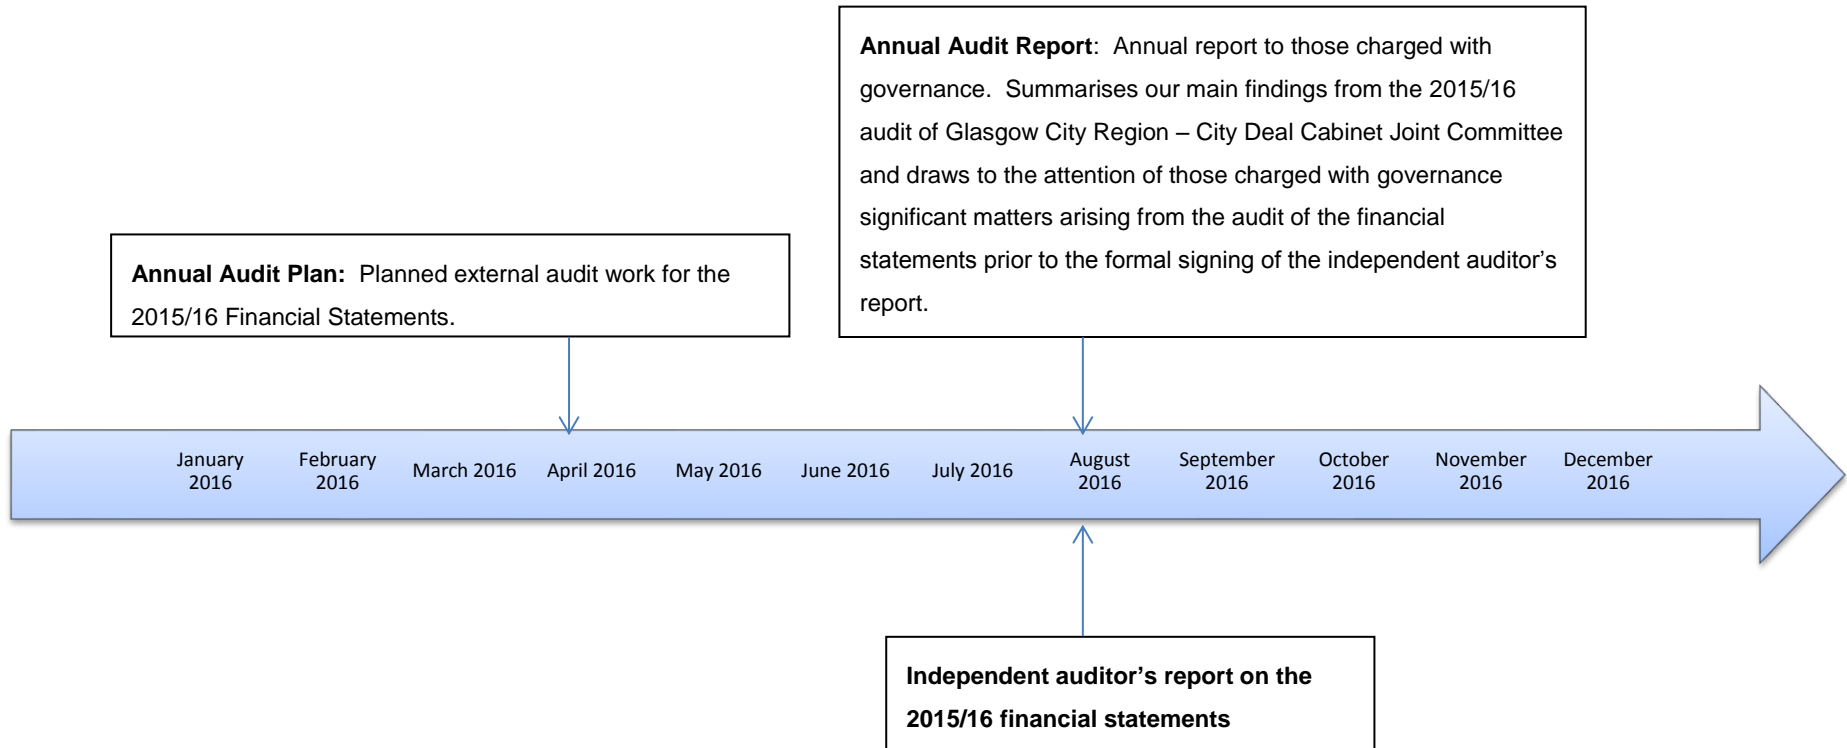 Annual Audit Report:  Annual report to those charged with
governance.  Summarises our main findings from the 2015/16
audit of Glasgow City Region – City Deal Cabinet Joint Committee
and draws to the attention of those charged with governance
significant matters arising from the audit of the financial
statements prior to the formal signing of the independent auditor’s
report.
Annual Audit Plan:  Planned external audit work for the
2015/16 Financial Statements.
January
2016
February
2016
March 2016
April 2016
May 2016
June 2016
July 2016
August
2016
September
2016
October
2016
November
2016
December
2016
Independent auditor’s report on the
2015/16 financial statements